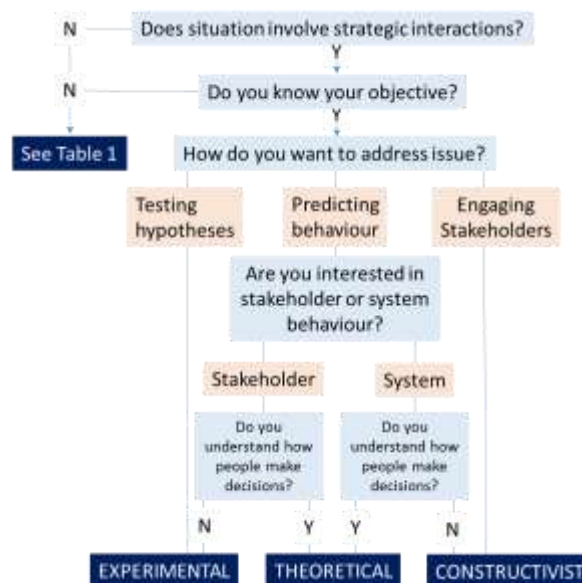 N
Does situation involve strategic interactions?
Y
N
Do you know your objective?
Y
See Table 1
How do you want to address issue?
Testing
hypotheses
Predicting
behaviour
Engaging
Stakeholders
Are you interested in
stakeholder or system
behaviour?
Stakeholder
System
Do you
understand how
people make
decisions?
Do you
understand how
people make
decisions?
N
Y
Y
N
EXPERIMENTAL
THEORETICAL
CONSTRUCTIVIST